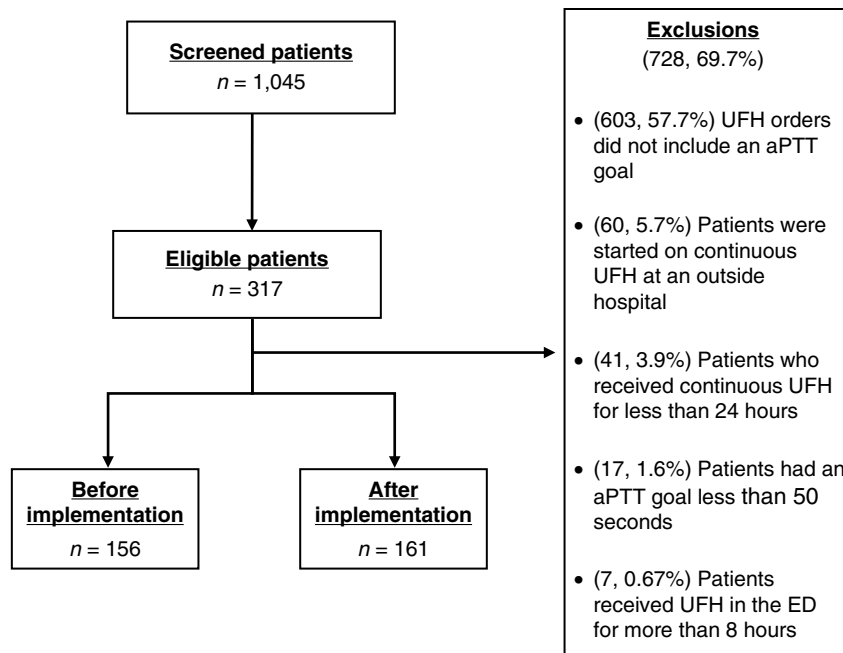 Screened patients
n = 1,045
Eligible patients
n = 317
Before
implementation
n = 156
After
implementation
n = 161
Exclusions
(728, 69.7%)
• (603, 57.7%) UFH orders
did not include an aPTT
goal
• (60, 5.7%) Patients were
started on continuous
UFH at an outside
hospital
• (41, 3.9%) Patients who
received continuous UFH
for less than 24 hours
• (17, 1.6%) Patients had an
aPTT goal less than 50
seconds
• (7, 0.67%) Patients
received UFH in the ED
for more than 8 hours